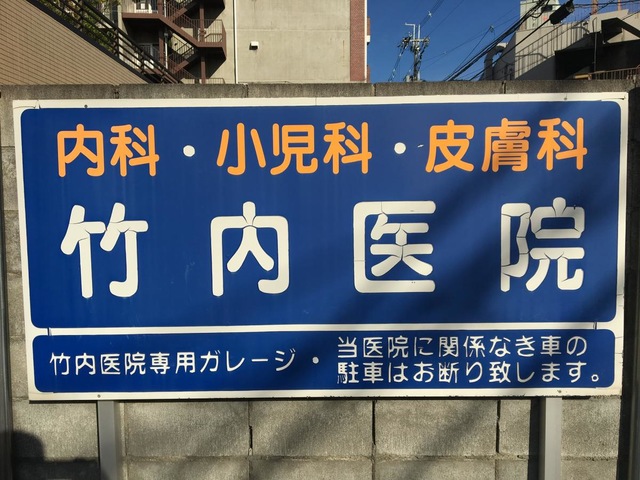 内科・小児科・皮膚科
竹内医院
竹内医院専用ガレージ・
当医院に関係なき車の
駐車はお断り致します。